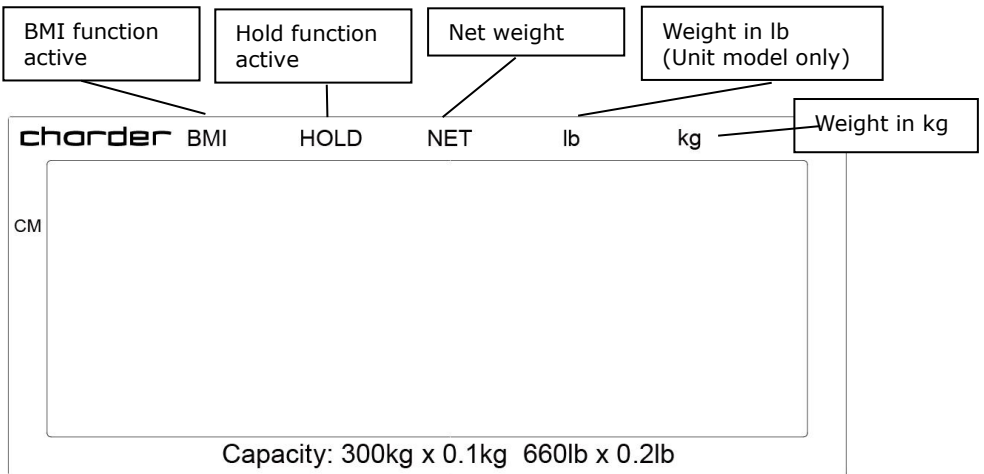 BMI function
active
Hold function
active
Net weight
Weight in lb
(Unit model only)
Weight in kg
charder BMI HOLD NET lb kg
CM
Capacity: 300kg x 0.1kg 660lb x 0.2lb